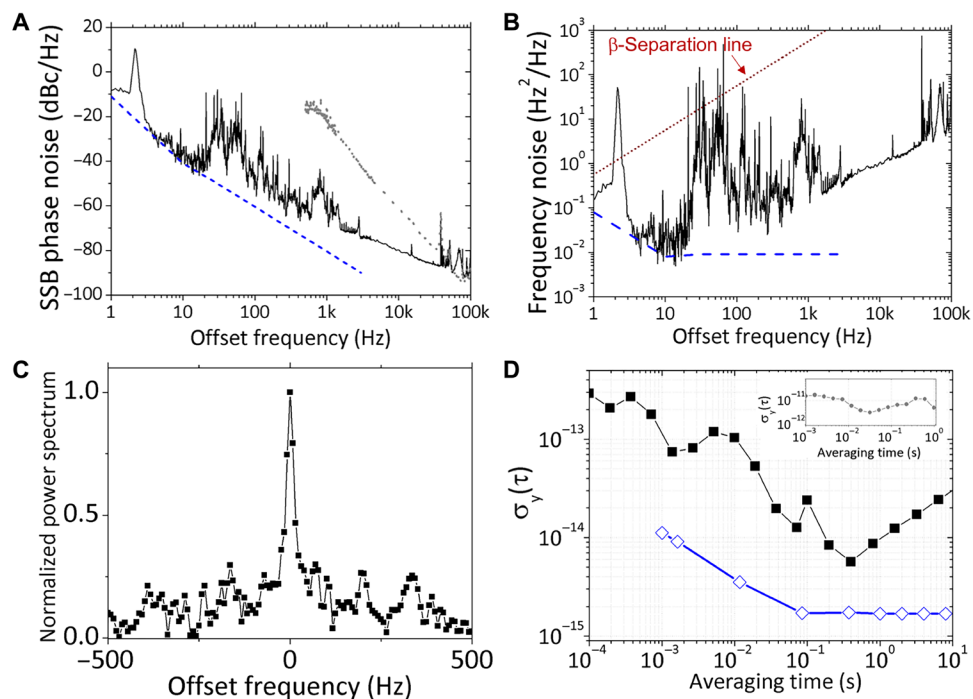 A
SSB phase noise (dBc/Hz)
20
0
−20
−40
−60
−80
−100
1
10
100
1k
10k
100k
Offset frequency (Hz)
B
Frequency noise (Hz²/Hz)
β-Separation line
10³
10²
10¹
10⁰
10⁻¹
10⁻²
10⁻³
1
10
100
1k
10k
100k
Offset frequency (Hz)
C
Normalized power spectrum
1.0
0.5
0.0
−500
0
500
Offset frequency (Hz)
D
σy(τ)
10⁻¹³
10⁻¹⁴
10⁻¹⁵
10⁻⁴
10⁻³
10⁻²
10⁻¹
10⁰
10¹
Averaging time (s)
σy(τ)
10⁻¹¹
10⁻¹²
10⁻³
10⁻²
10⁻¹
10⁰
Averaging time (s)